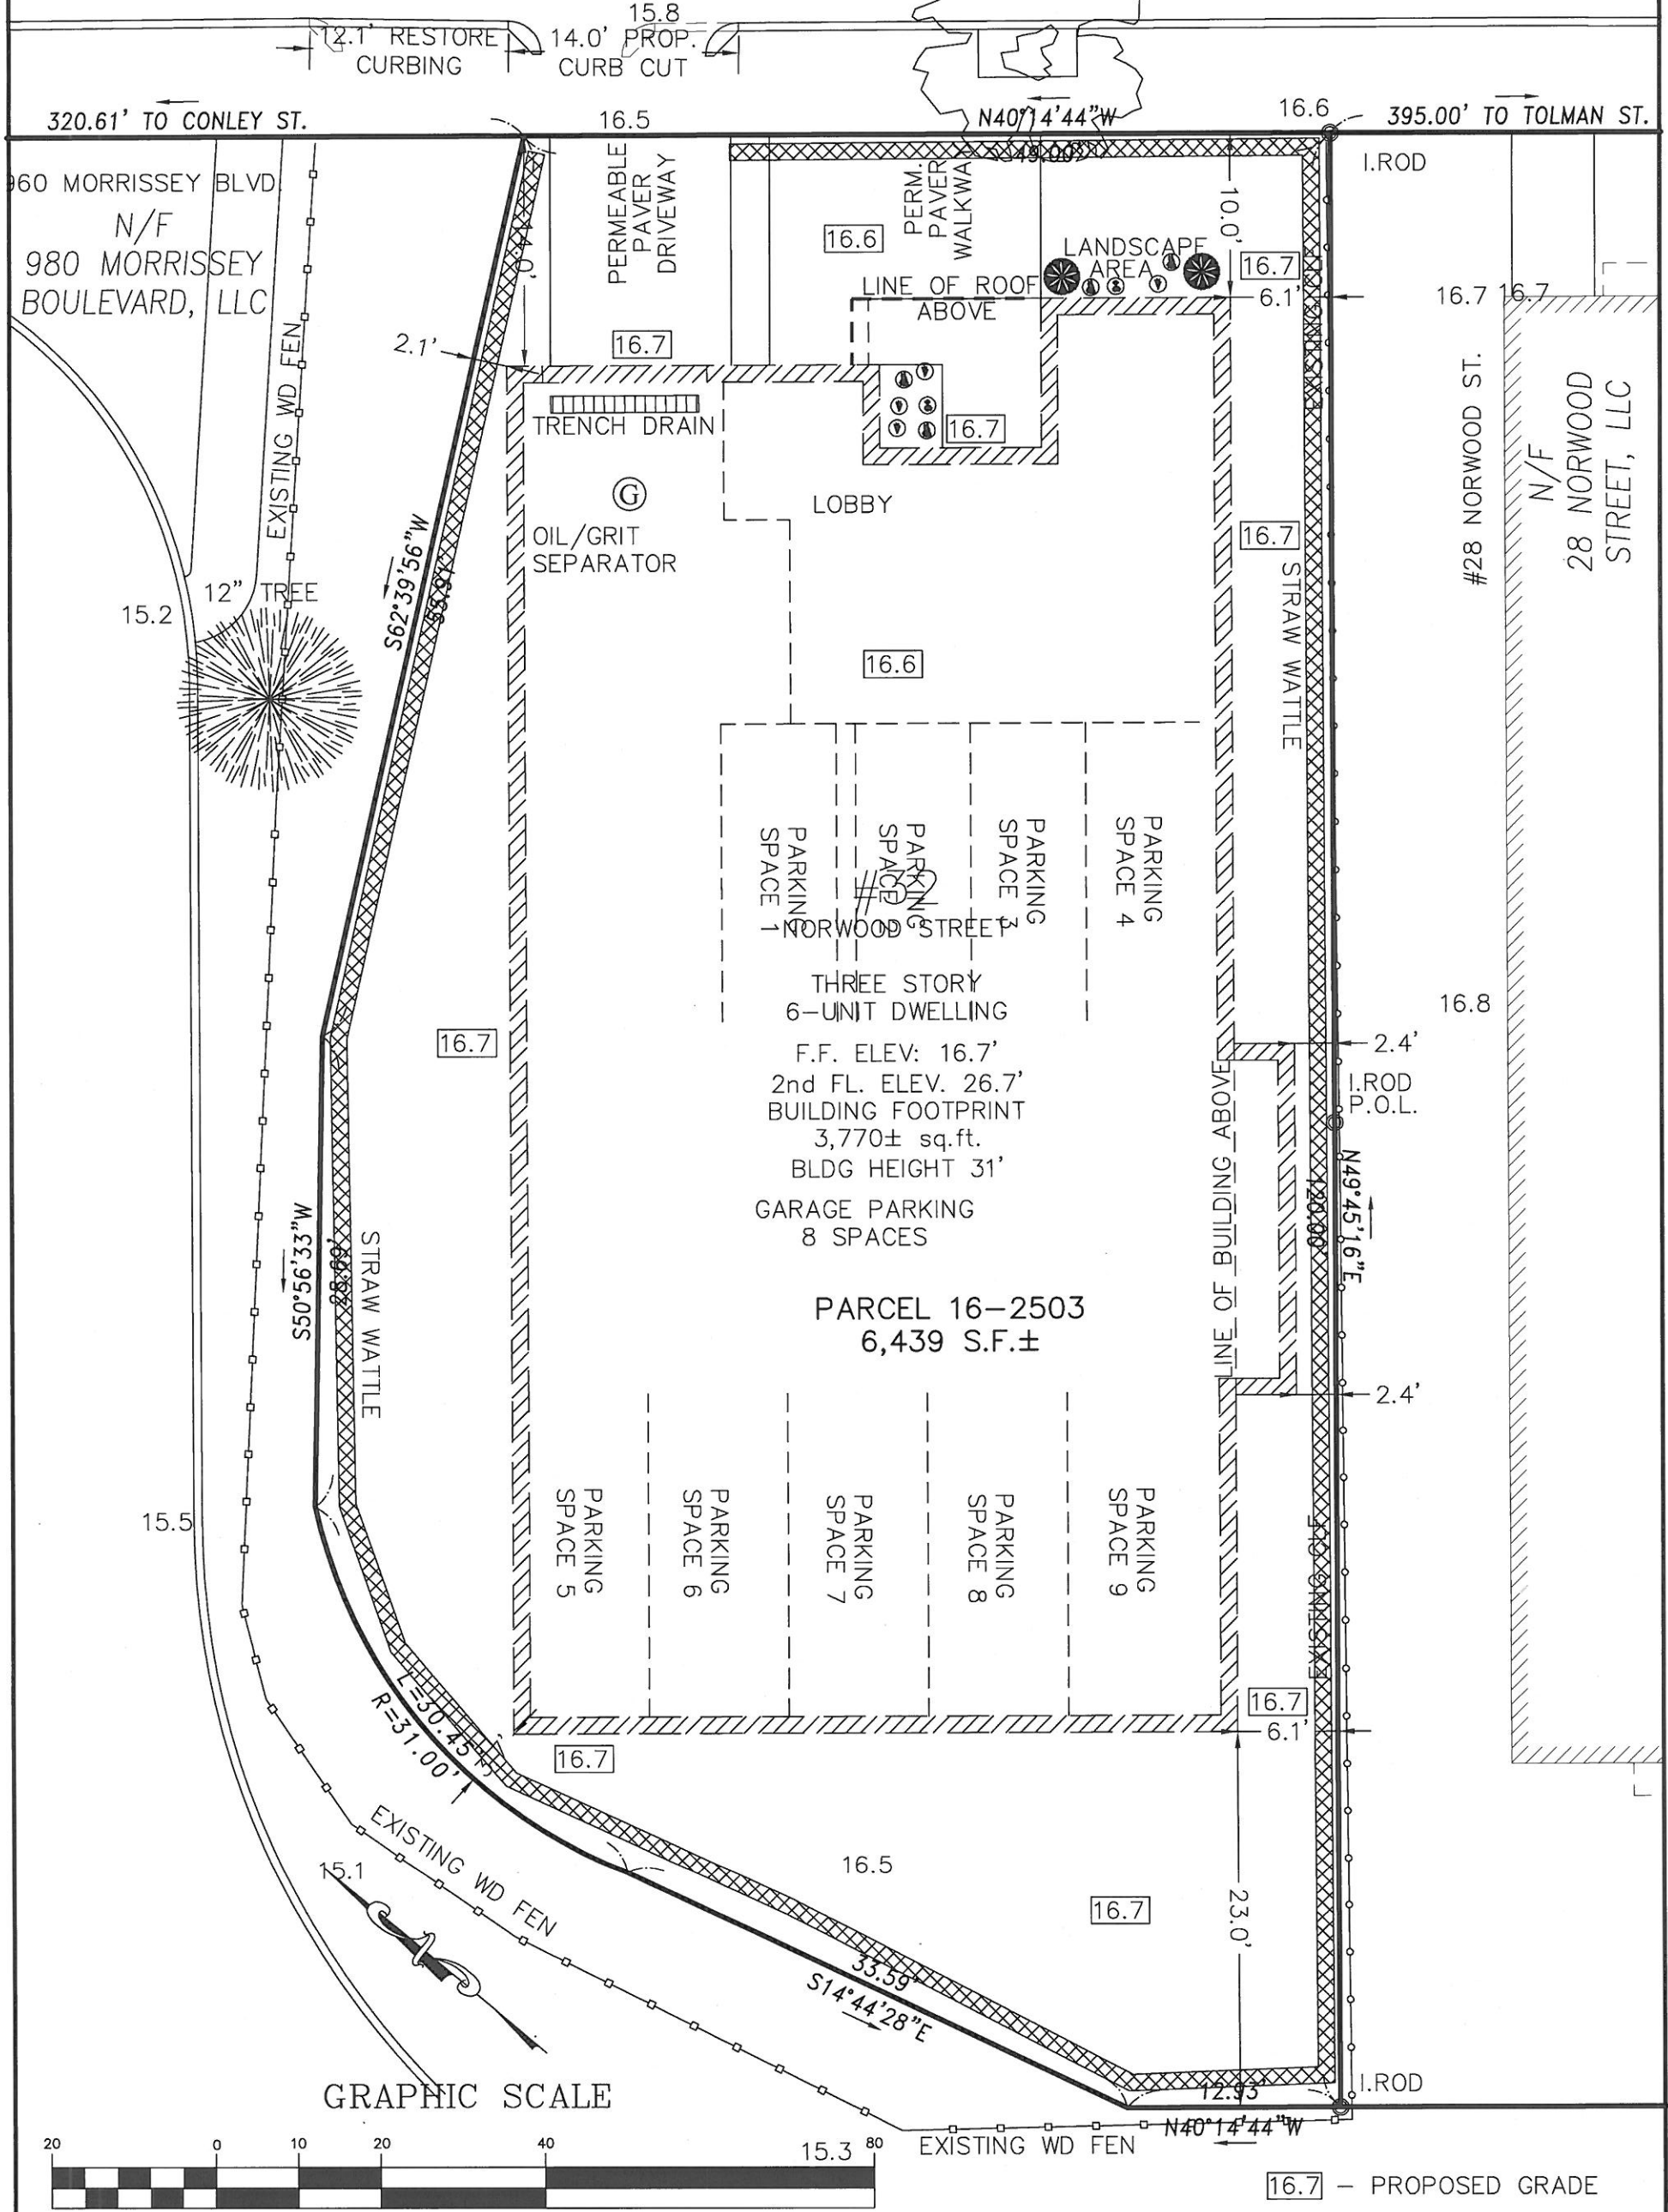 15.8
12.1' RESTORE
CURBING
14.0' PROP.
CURB CUT
320.61' TO CONLEY ST.
16.5
N40°14'44"W
49.00'
16.6
395.00' TO TOLMAN ST.
I.ROD
960 MORRISSEY BLVD
N/F
980 MORRISSEY
BOULEVARD, LLC
EXISTING WD FEN
PERMEABLE
PAVER
DRIVEWAY
PERM.
PAVER
WALKWAY
16.6
10.0'
LANDSCAPE
AREA
16.7
LINE OF ROOF
ABOVE
6.1'
16.7 16.7
2.1'
16.7
TRENCH DRAIN
16.7
G
OIL/GRIT
SEPARATOR
LOBBY
16.7
#28 NORWOOD ST.
N/F
28 NORWOOD
STREET, LLC
S62°39'56"W
STRAW WATTLE
15.2
12" TREE
16.6
PARKING
SPACE 1
PARKING
SPACE 2
PARKING
SPACE 3
PARKING
SPACE 4
#32
NORWOOD STREET
THREE STORY
6-UNIT DWELLING
F.F. ELEV: 16.7'
2nd FL. ELEV. 26.7'
BUILDING FOOTPRINT
3,770± sq.ft.
BLDG HEIGHT 31'
GARAGE PARKING
8 SPACES
PARCEL 16-2503
6,439 S.F.±
16.7
16.8
2.4'
I.ROD
P.O.L.
LINE OF BUILDING ABOVE
N49°45'16"E
120.00'
2.4'
S50°56'33"W
28.69'
STRAW WATTLE
15.5
PARKING
SPACE 5
PARKING
SPACE 6
PARKING
SPACE 7
PARKING
SPACE 8
PARKING
SPACE 9
EXISTING CLF
16.7
6.1'
16.7
L=30.45'
R=31.00'
EXISTING WD FEN
15.1
16.5
16.7
23.0'
33.59'
S14°44'28"E
12.93'
I.ROD
N40°14'44"W
EXISTING WD FEN
15.3
GRAPHIC SCALE
20 0 10 20 40 80
16.7 - PROPOSED GRADE